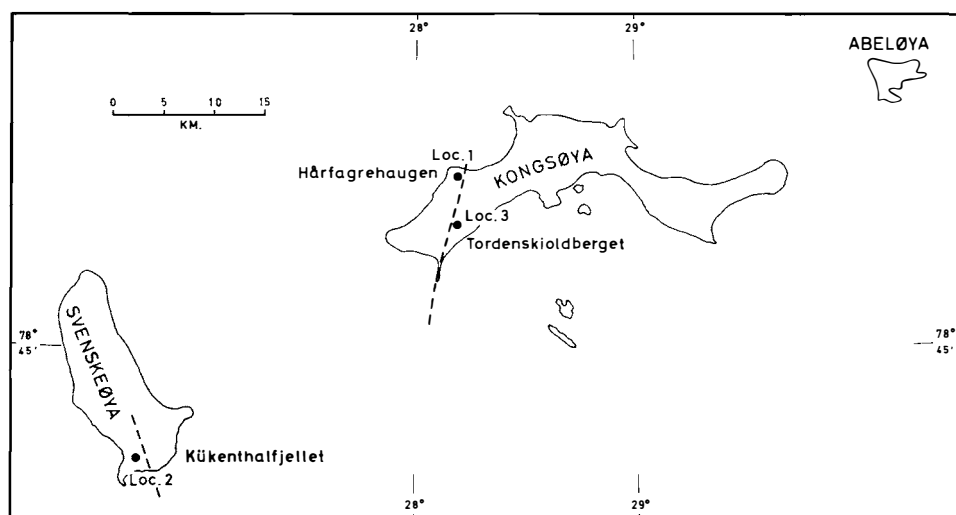 28°
29°
ABELØYA
0 5 10 15
KM.
Loc. 1
Hårfagrehaugen
KONGSØYA
Loc. 3
Tordenskioldberget
78°
45'
78°
45'
SVENSKEØYA
Kükenthalfjellet
Loc. 2
28°
29°